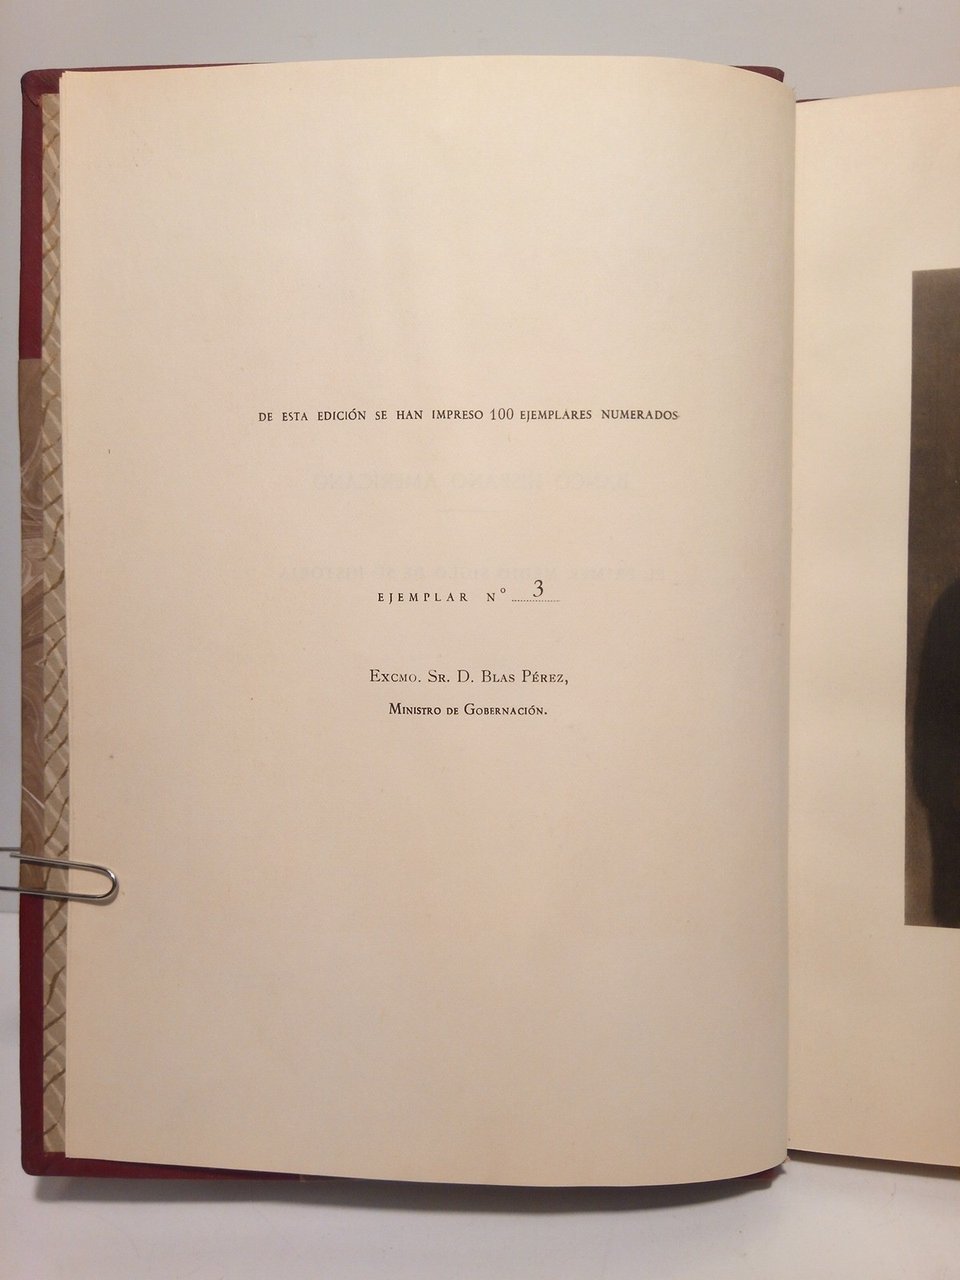 DE ESTA EDICIÓN SE HAN IMPRESO 100 EJEMPLARES NUMERADOS
EJEMPLAR Nº 3
EXCMO. SR. D. BLAS PÉREZ,
MINISTRO DE GOBERNACIÓN.